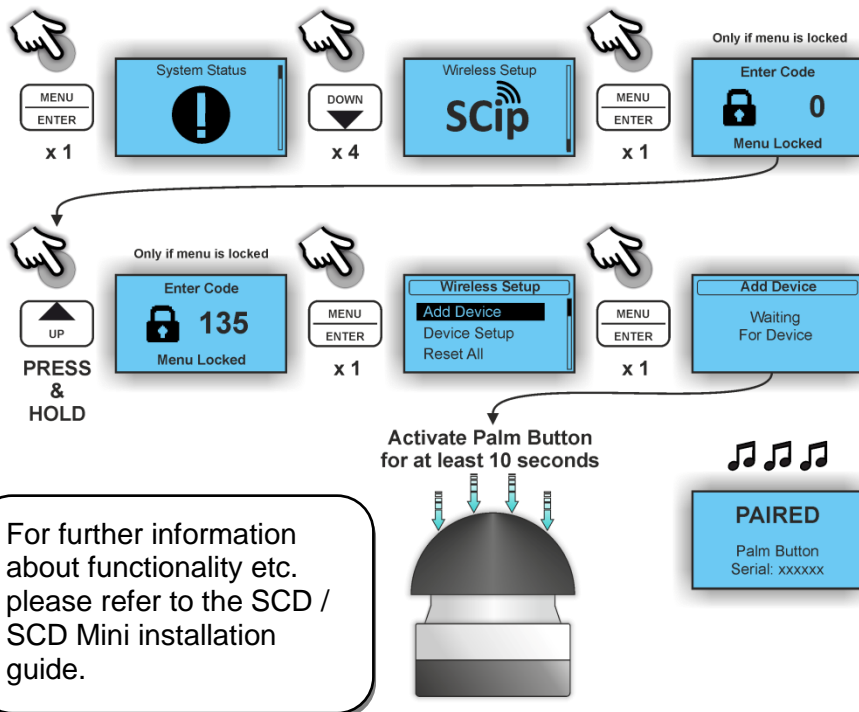 Only if menu is locked
MENU
ENTER
x 1
System Status
DOWN
x 4
Wireless Setup
SCip
MENU
ENTER
x 1
Enter Code
0
Menu Locked
UP
PRESS
&
HOLD
Only if menu is locked
Enter Code
135
Menu Locked
MENU
ENTER
x 1
Wireless Setup
Add Device
Device Setup
Reset All
MENU
ENTER
x 1
Add Device
Waiting
For Device
Activate Palm Button
for at least 10 seconds
PAIRED
Palm Button
Serial: xxxxxx
For further information
about functionality etc.
please refer to the SCD /
SCD Mini installation
guide.